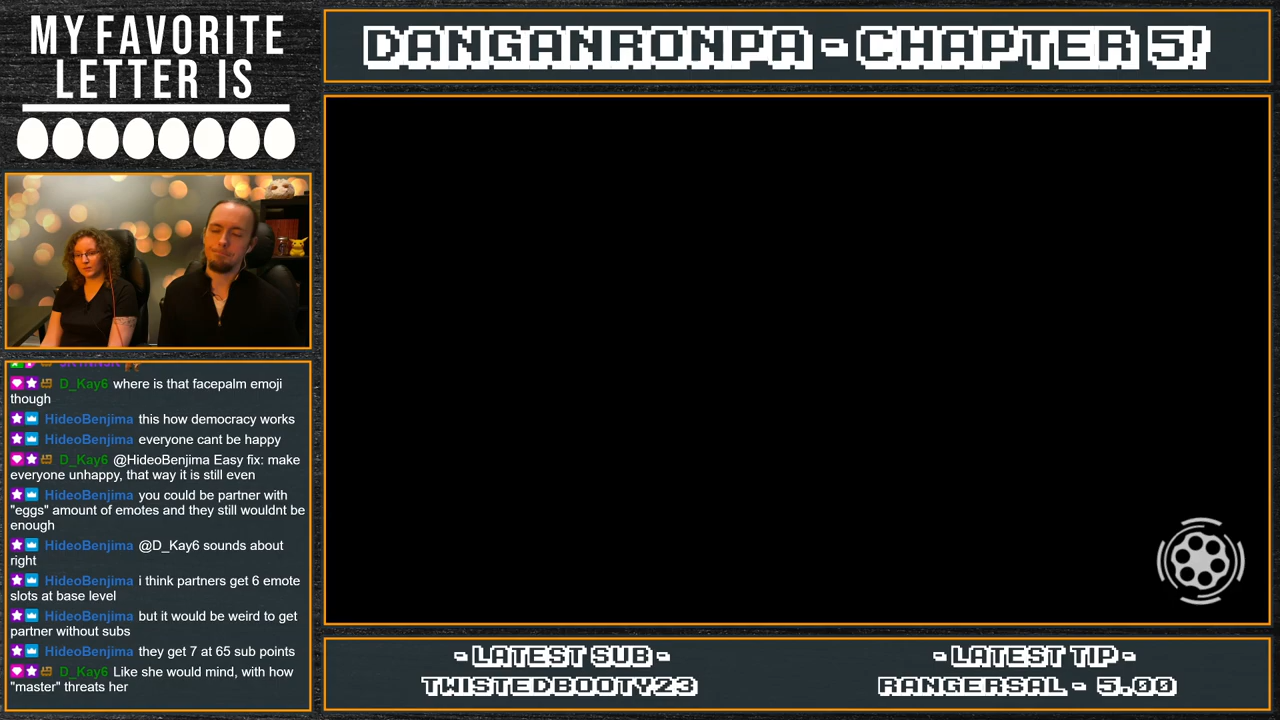 MY FAVORITE
LETTER IS
DANGANRONPA - CHAPTER 5!
D_Kay6 where is that facepalm emoji
though
HideoBenjima this how democracy works
HideoBenjima everyone cant be happy
D_Kay6 @HideoBenjima Easy fix: make
everyone unhappy, that way it is still even
HideoBenjima you could be partner with
"eggs" amount of emotes and they still wouldnt be
enough
HideoBenjima @D_Kay6 sounds about
right
HideoBenjima i think partners get 6 emote
slots at base level
HideoBenjima but it would be weird to get
partner without subs
HideoBenjima they get 7 at 65 sub points
D_Kay6 Like she would mind, with how
"master" threats her
- LATEST SUB -
TWISTEDBOOTY23
- LATEST TIP -
RANGERSAL - 5.00